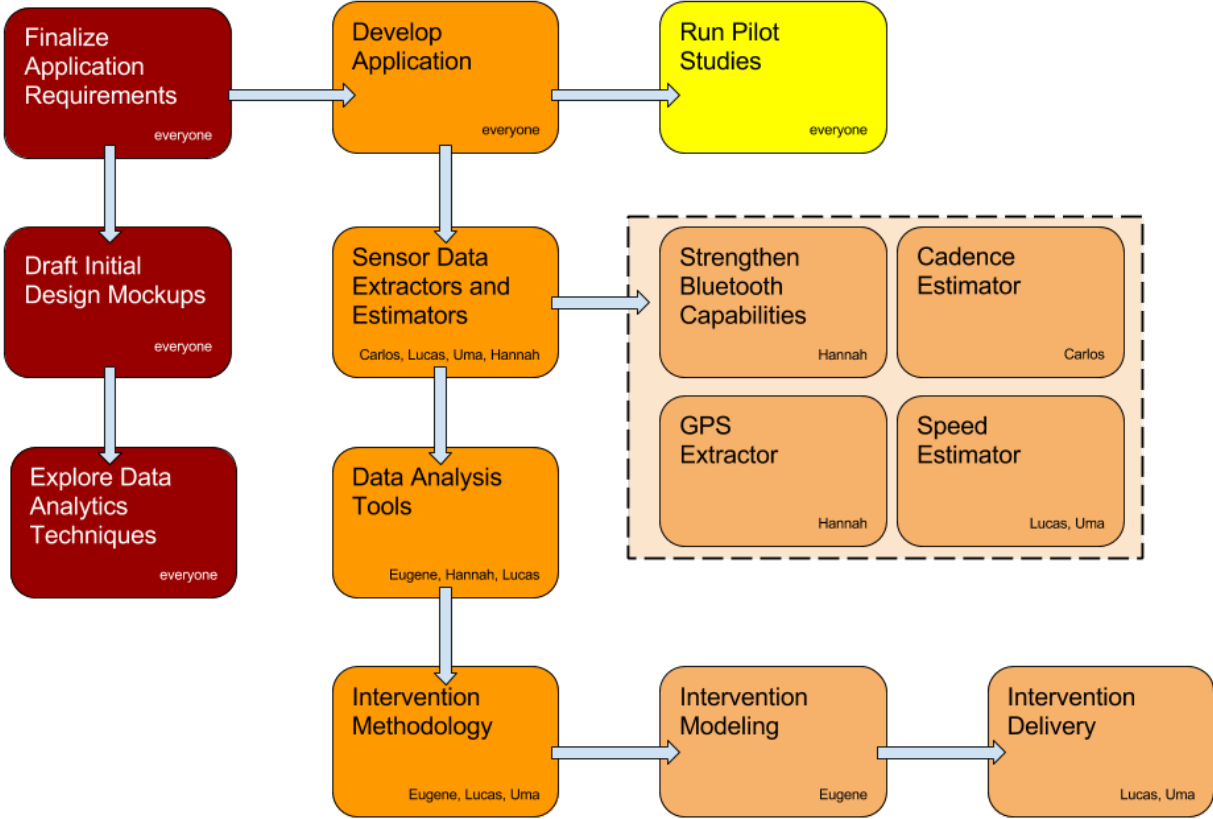 Finalize
Application
Requirements
everyone
Develop
Application
everyone
Run Pilot
Studies
everyone
Draft Initial
Design Mockups
everyone
Sensor Data
Extractors and
Estimators
Carlos, Lucas, Uma, Hannah
Strengthen
Bluetooth
Capabilities
Hannah
Cadence
Estimator
Carlos
GPS
Extractor
Hannah
Speed
Estimator
Lucas, Uma
Explore Data
Analytics
Techniques
everyone
Data Analysis
Tools
Eugene, Hannah, Lucas
Intervention
Methodology
Eugene, Lucas, Uma
Intervention
Modeling
Eugene
Intervention
Delivery
Lucas, Uma